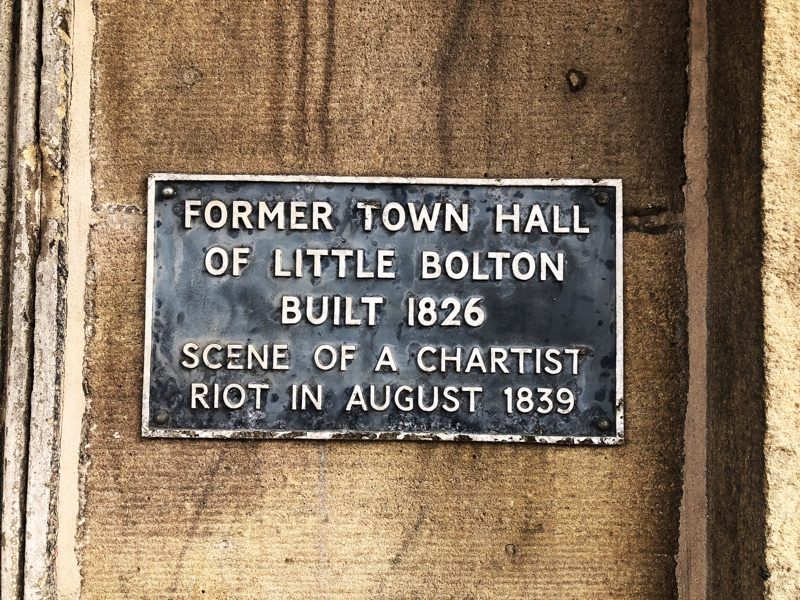 FORMER TOWN HALL
OF LITTLE BOLTON
BUILT 1826
SCENE OF A CHARTIST
RIOT IN AUGUST 1839